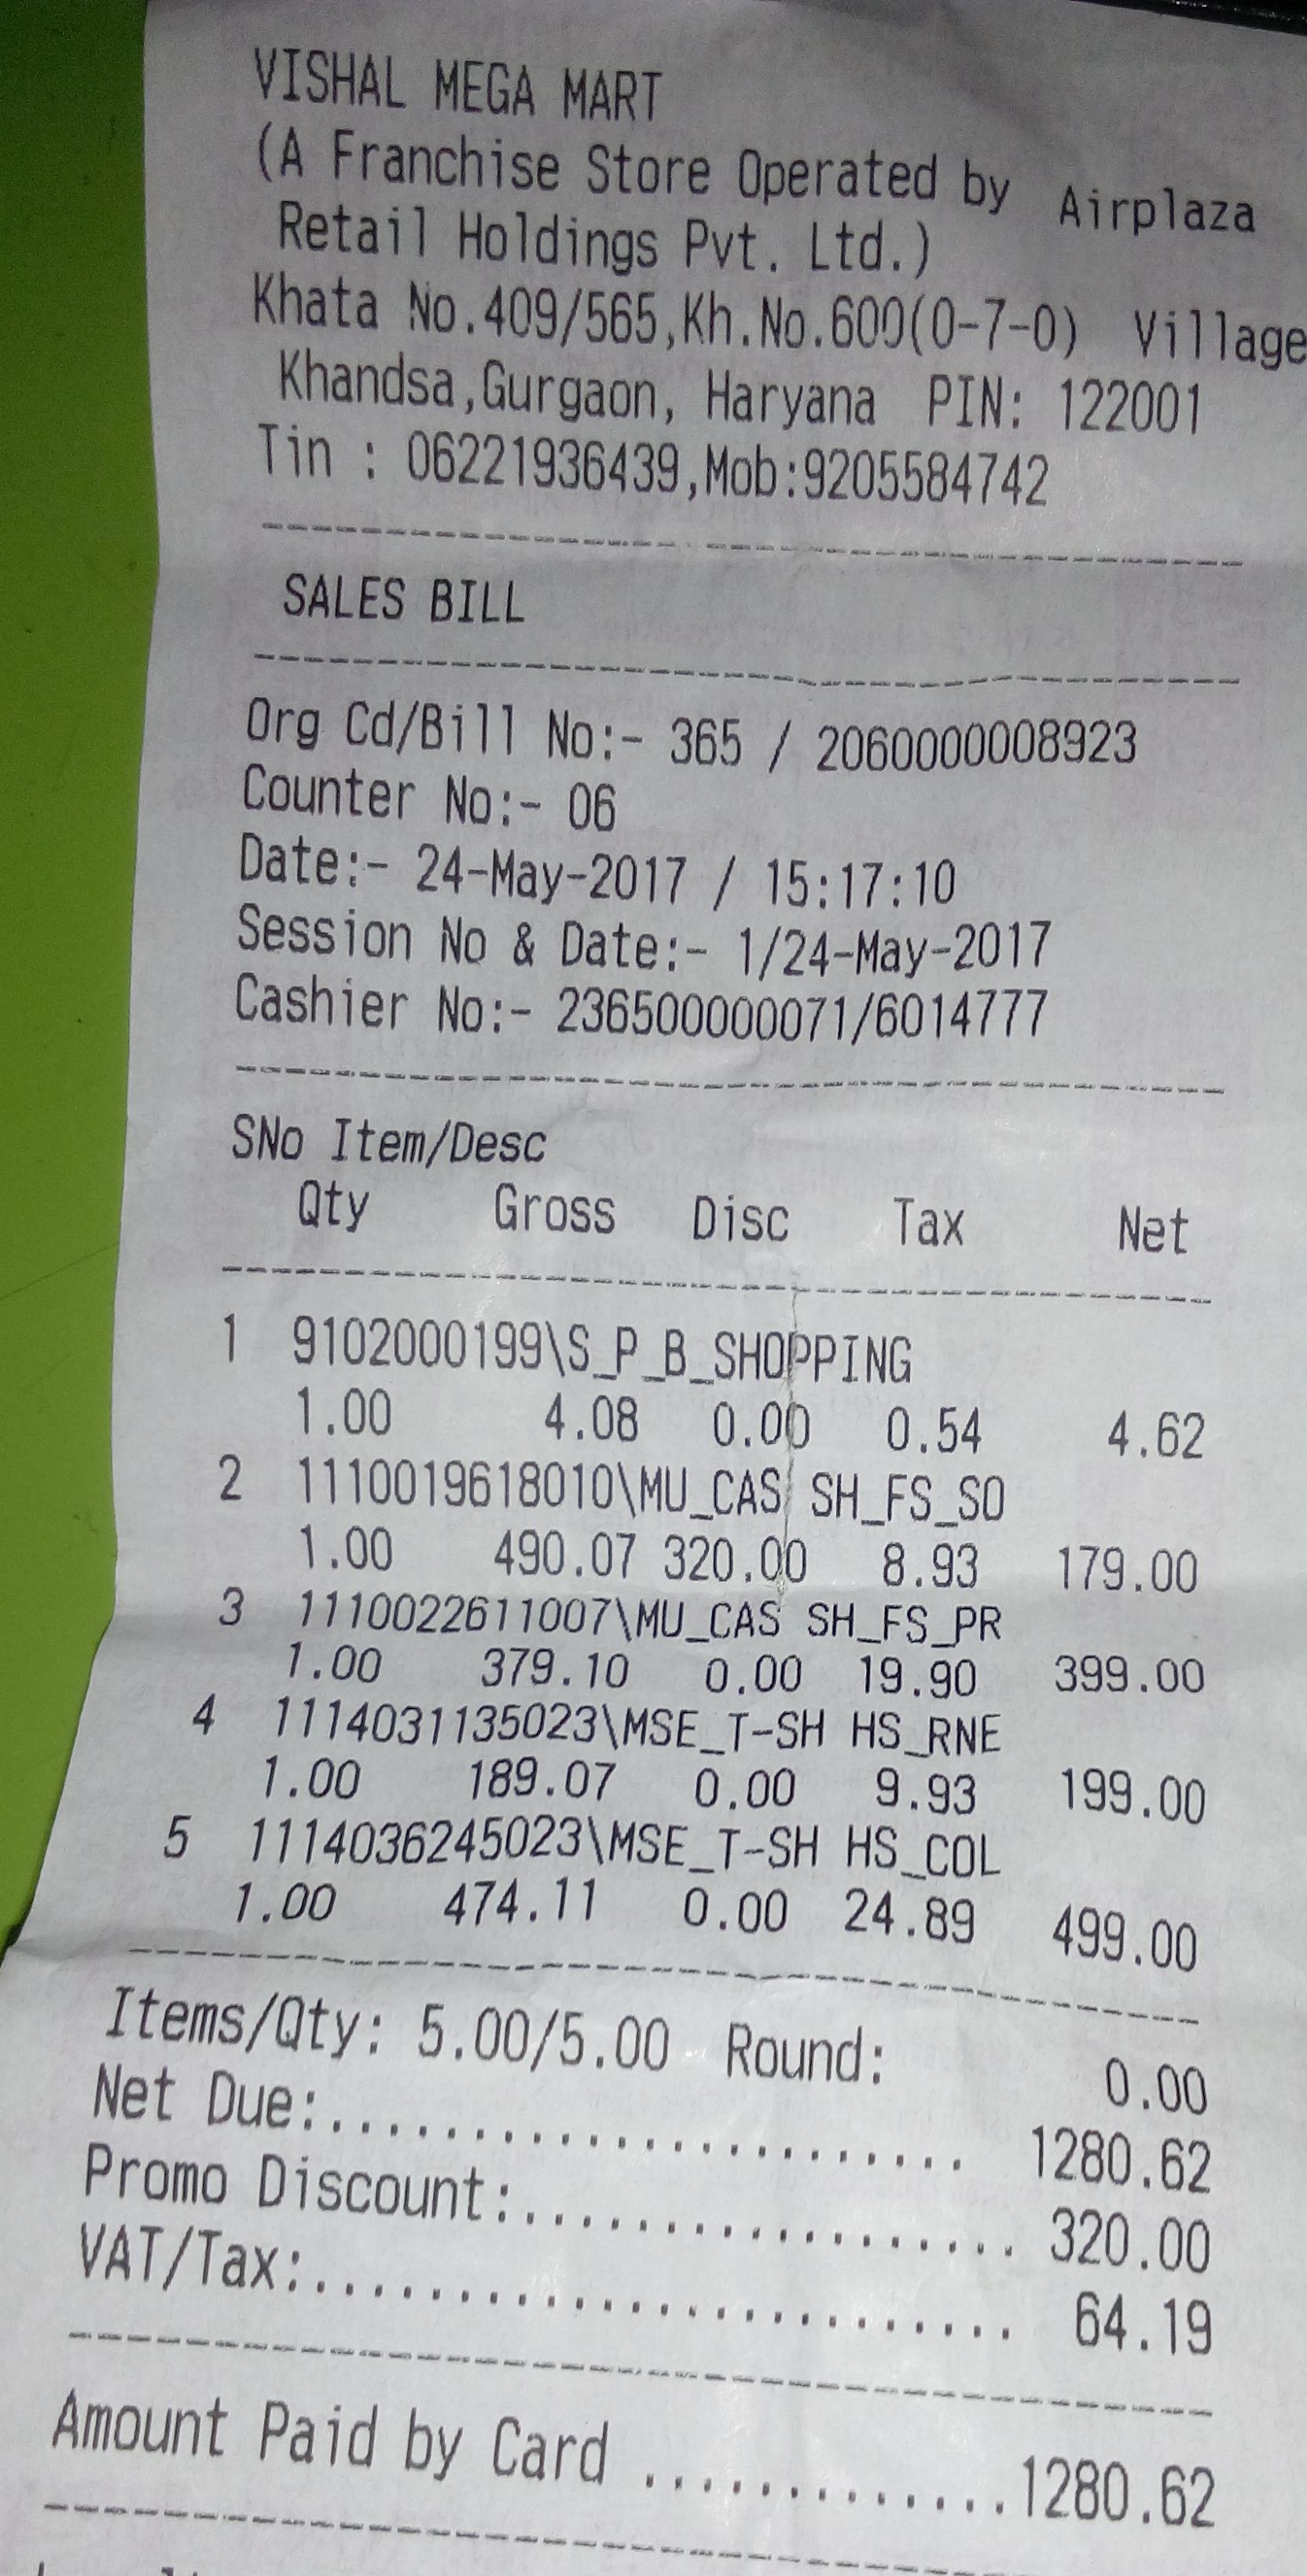 VISHAL MEGA MART
(A Franchise Store Operated by Airplaza
Retail Holdings Pvt. Ltd.)
Khata No.409/565,Kh.No.600(0-7-0) Village
Khandsa,Gurgaon, Haryana PIN: 122001
Tin : 06221936439,Mob:9205584742
SALES BILL
Org Cd/Bill No:- 365 / 2060000008923
Counter No:- 06
Date:- 24-May-2017 / 15:17:10
Session No & Date:- 1/24-May-2017
Cashier No:- 236500000071/6014777
SNo Item/Desc
Qty Gross Disc Tax Net
1 9102000199\S_P_B_SHOPPING
1.00 4.08 0.00 0.54 4.62
2 1110019618010\MU_CAS SH_FS_SO
1.00 490.07 320.00 8.93 179.00
3 1110022611007\MU_CAS SH_FS_PR
1.00 379.10 0.00 19.90 399.00
4 1114031135023\MSE_T-SH HS_RNE
1.00 189.07 0.00 9.93 199.00
5 1114036245023\MSE_T-SH HS_COL
1.00 474.11 0.00 24.89 499.00
Items/Qty: 5.00/5.00 Round: 0.00
Net Due:....................... 1280.62
Promo Discount:.................. 320.00
VAT/Tax:......................... 64.19
Amount Paid by Card .............1280.62